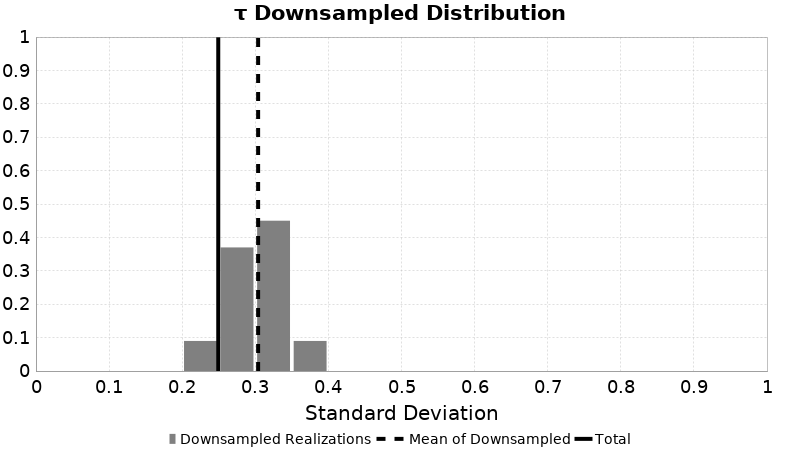 τ Downsampled Distribution
1
0.9
0.8
0.7
0.6
0.5
0.4
0.3
0.2
0.1
0
0 0.1 0.2 0.3 0.4 0.5 0.6 0.7 0.8 0.9 1
Standard Deviation
Downsampled Realizations Mean of Downsampled Total